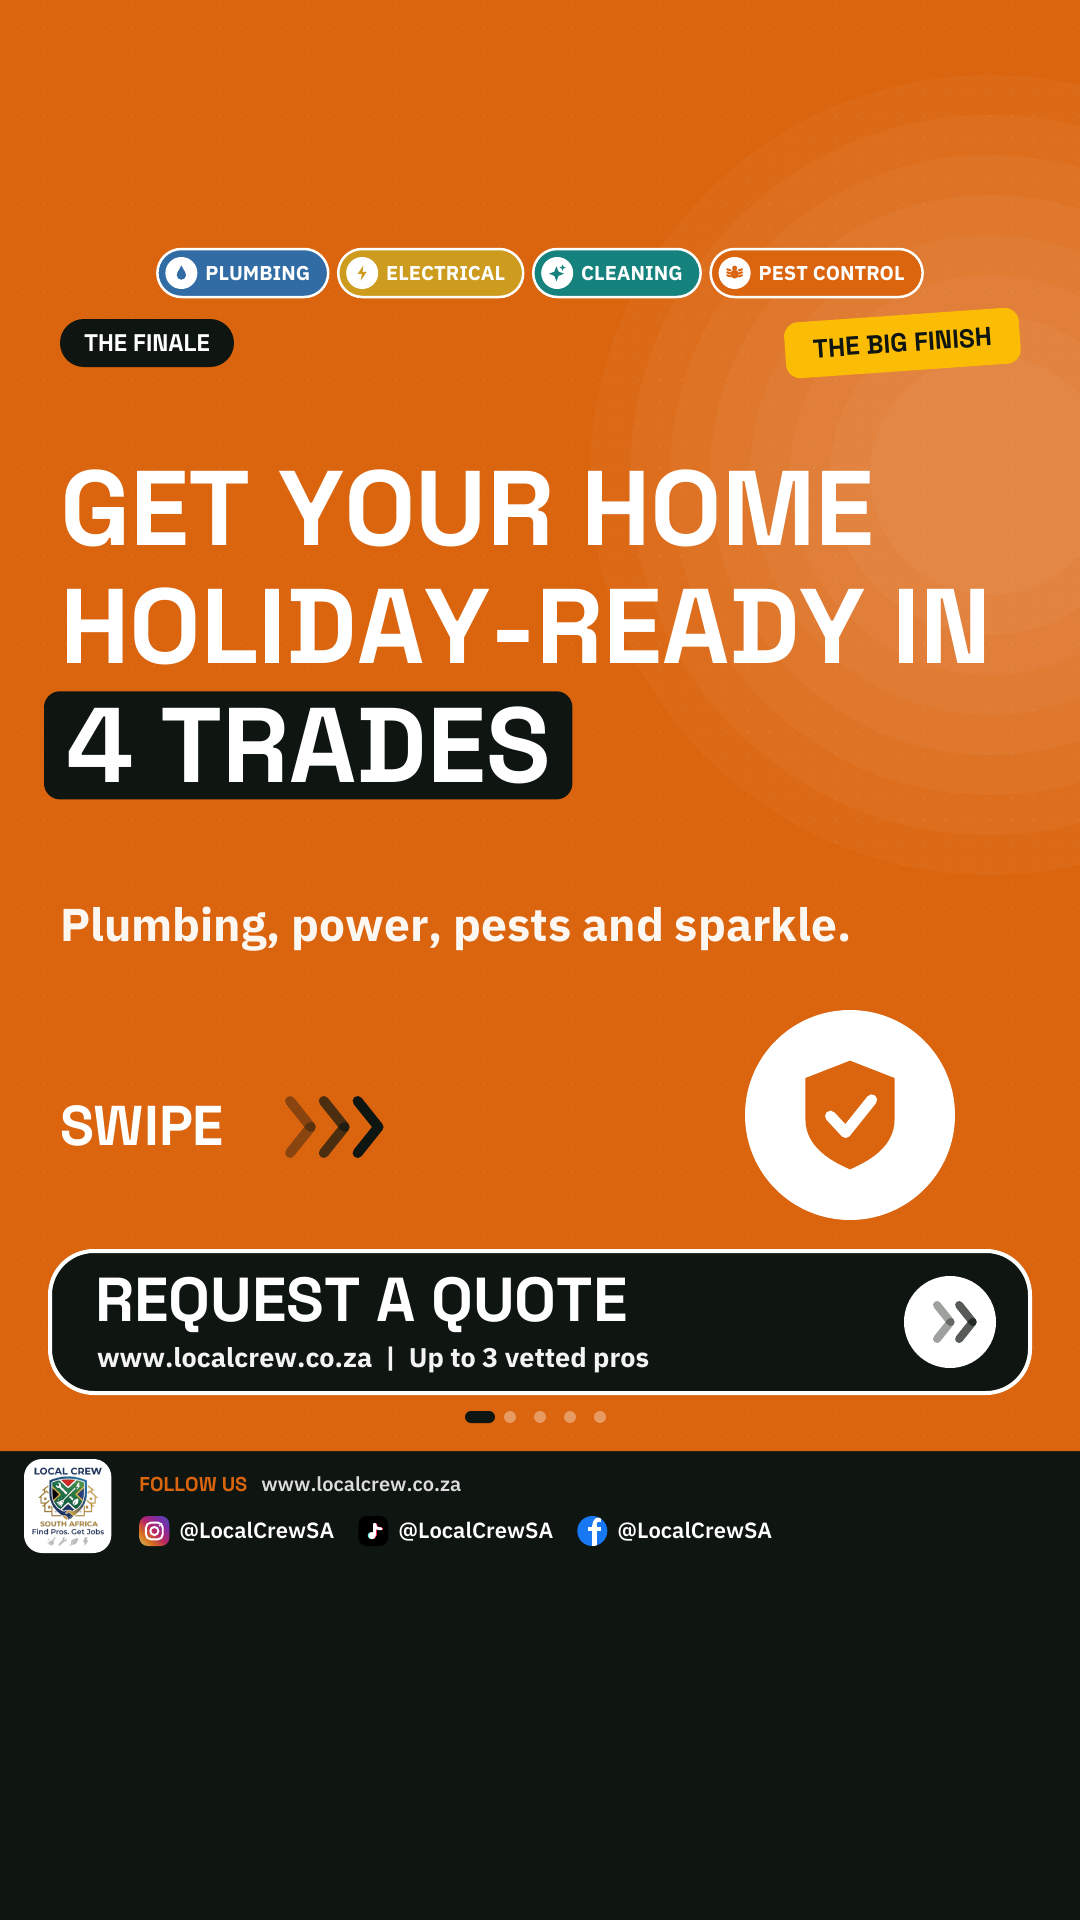 PLUMBING ELECTRICAL CLEANING PEST CONTROL
THE FINALE
THE BIG FINISH
GET YOUR HOME
HOLIDAY-READY IN
4 TRADES
Plumbing, power, pests and sparkle.
SWIPE
REQUEST A QUOTE
www.localcrew.co.za | Up to 3 vetted pros
LOCAL CREW
SOUTH AFRICA
Find Pros. Get Jobs
FOLLOW US www.localcrew.co.za
@LocalCrewSA @LocalCrewSA @LocalCrewSA